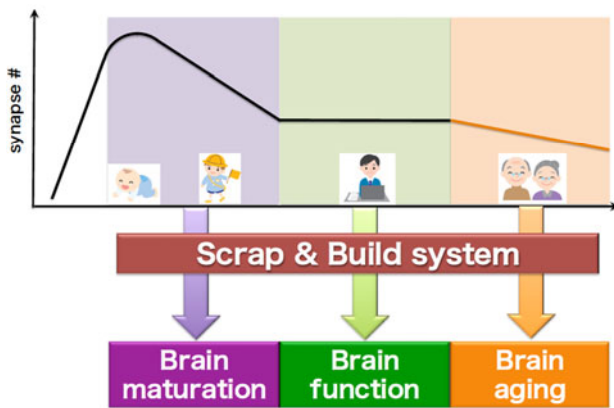 synapse #
Scrap & Build system
Brain
maturation
Brain
function
Brain
aging